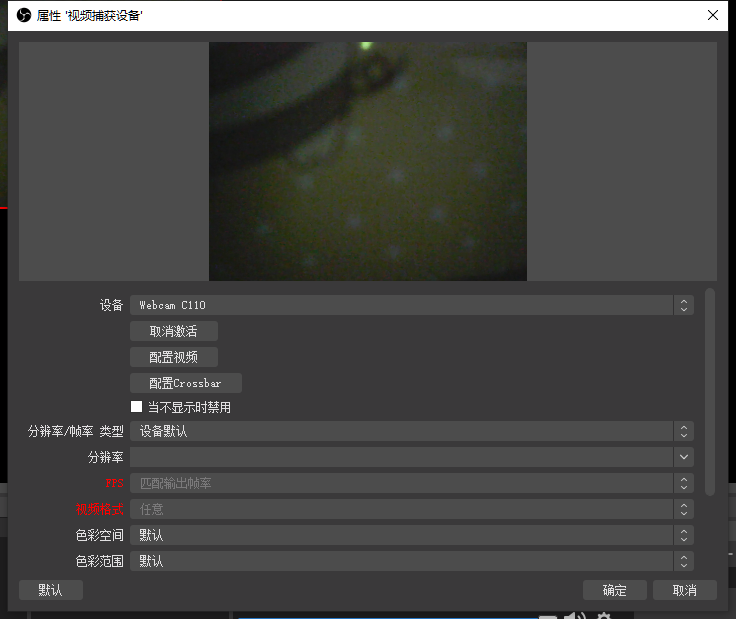 属性 '视频捕获设备'
设备 Webcam C110
取消激活
配置视频
配置Crossbar
当不显示时禁用
分辨率/帧率 类型 设备默认
分辨率
FPS 匹配输出帧率
视频格式 任意
色彩空间 默认
色彩范围 默认
默认 确定 取消